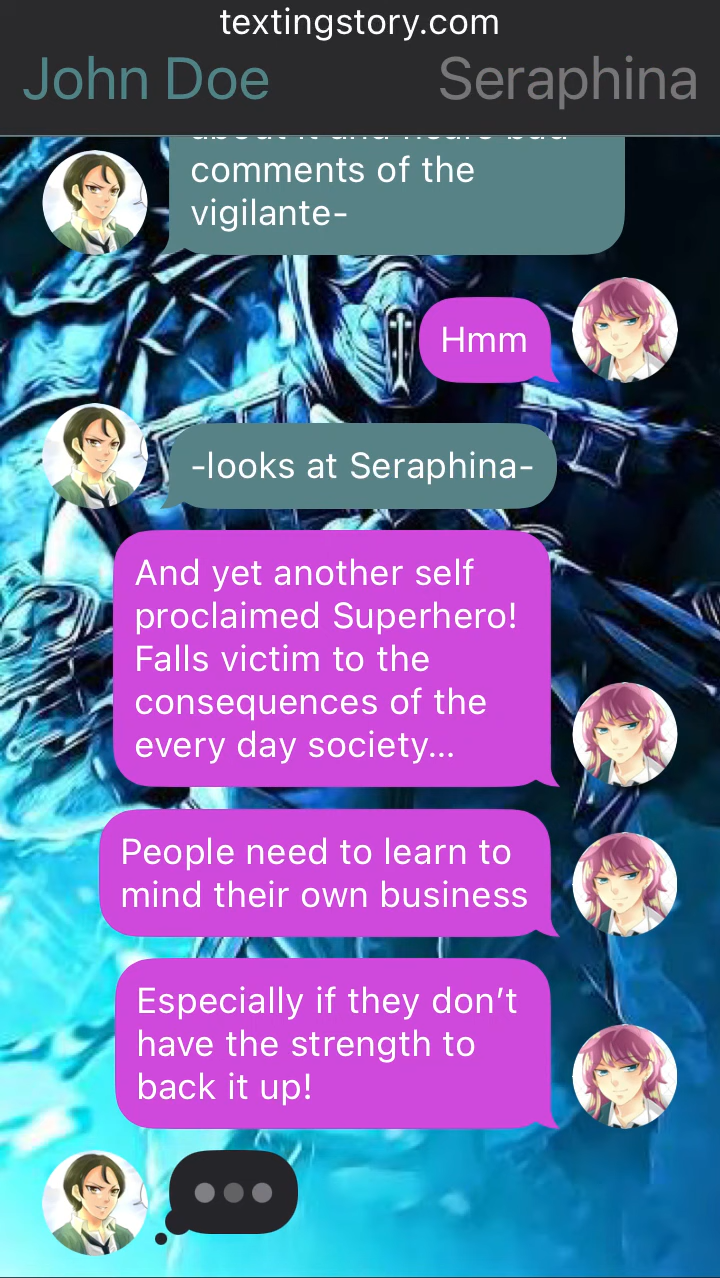 textingstory.com
John Doe
Seraphina
comments of the
vigilante-
Hmm
-looks at Seraphina-
And yet another self
proclaimed Superhero!
Falls victim to the
consequences of the
every day society...
People need to learn to
mind their own business
Especially if they don’t
have the strength to
back it up!